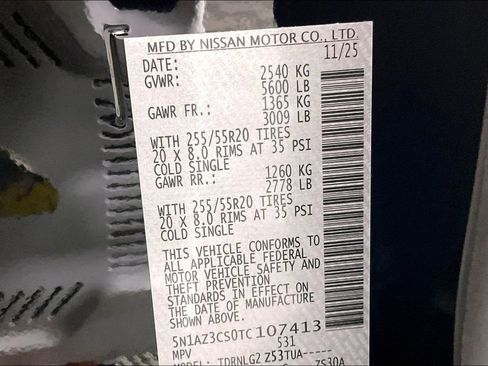 MFD BY NISSAN MOTOR CO., LTD.
DATE: 11/25
GVWR: 2540 KG
5600 LB
GAWR FR.: 1365 KG
3009 LB
WITH 255/55R20 TIRES
20 X 8.0 RIMS AT 35 PSI
COLD SINGLE
GAWR RR.: 1260 KG
2778 LB
WITH 255/55R20 TIRES
20 X 8.0 RIMS AT 35 PSI
COLD SINGLE
THIS VEHICLE CONFORMS TO
ALL APPLICABLE FEDERAL
MOTOR VEHICLE SAFETY AND
THEFT PREVENTION
STANDARDS IN EFFECT ON
THE DATE OF MANUFACTURE
SHOWN ABOVE.
5N1AZ3CS0TC107413
MPV 531
MODEL: TDRNLG2 Z53TUA-----
ZS30A